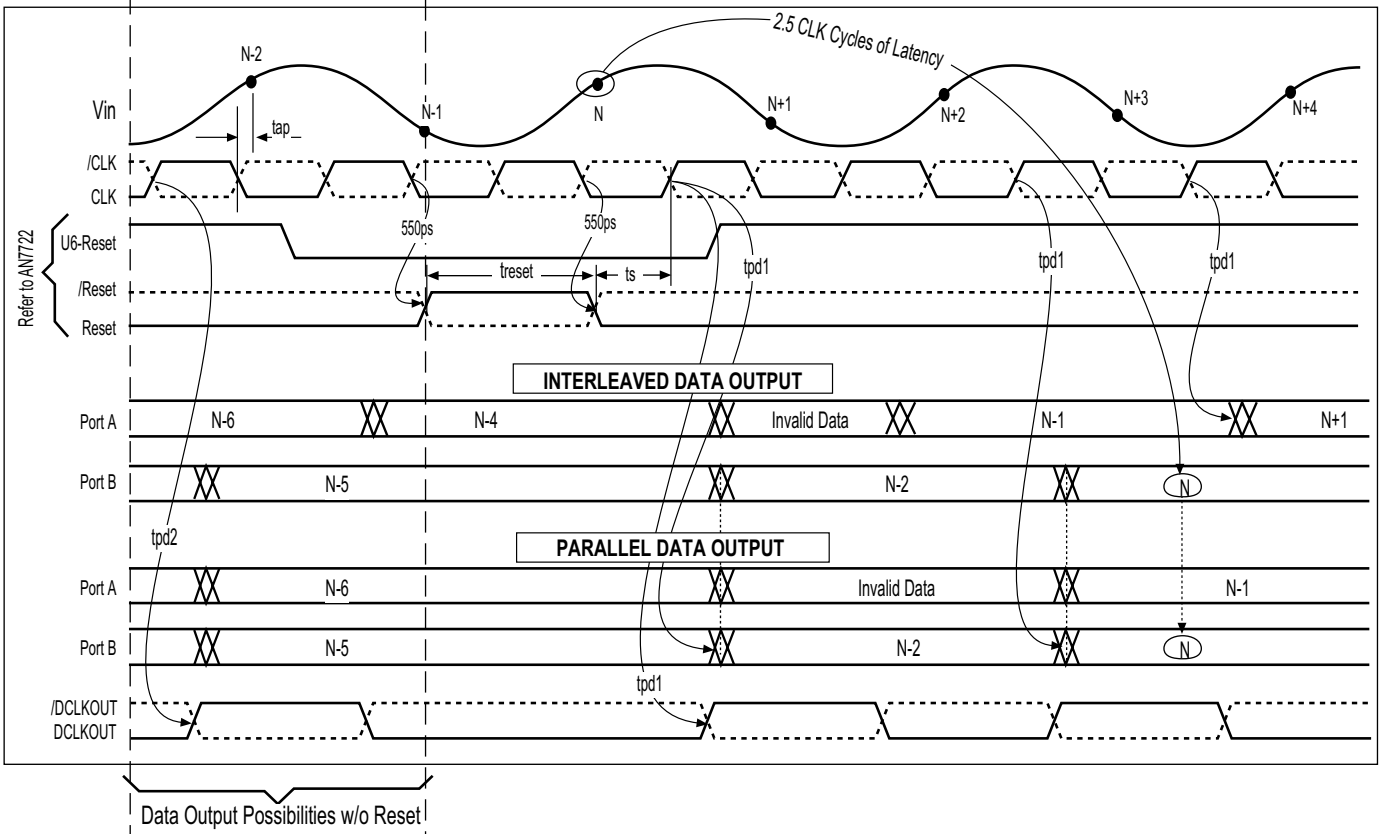 2.5 CLK Cycles of Latency
N-2
N-1
N
N+1
N+2
N+3
N+4
Vin
tap
/CLK
CLK
Refer to AN7722
U6-Reset
/Reset
Reset
550ps
550ps
treset
ts
tpd1
tpd1
tpd1
INTERLEAVED DATA OUTPUT
Port A
N-6
N-4
Invalid Data
N-1
N+1
Port B
N-5
N-2
N
tpd2
PARALLEL DATA OUTPUT
Port A
N-6
Invalid Data
N-1
Port B
N-5
N-2
N
tpd1
/DCLKOUT
DCLKOUT
Data Output Possibilities w/o Reset